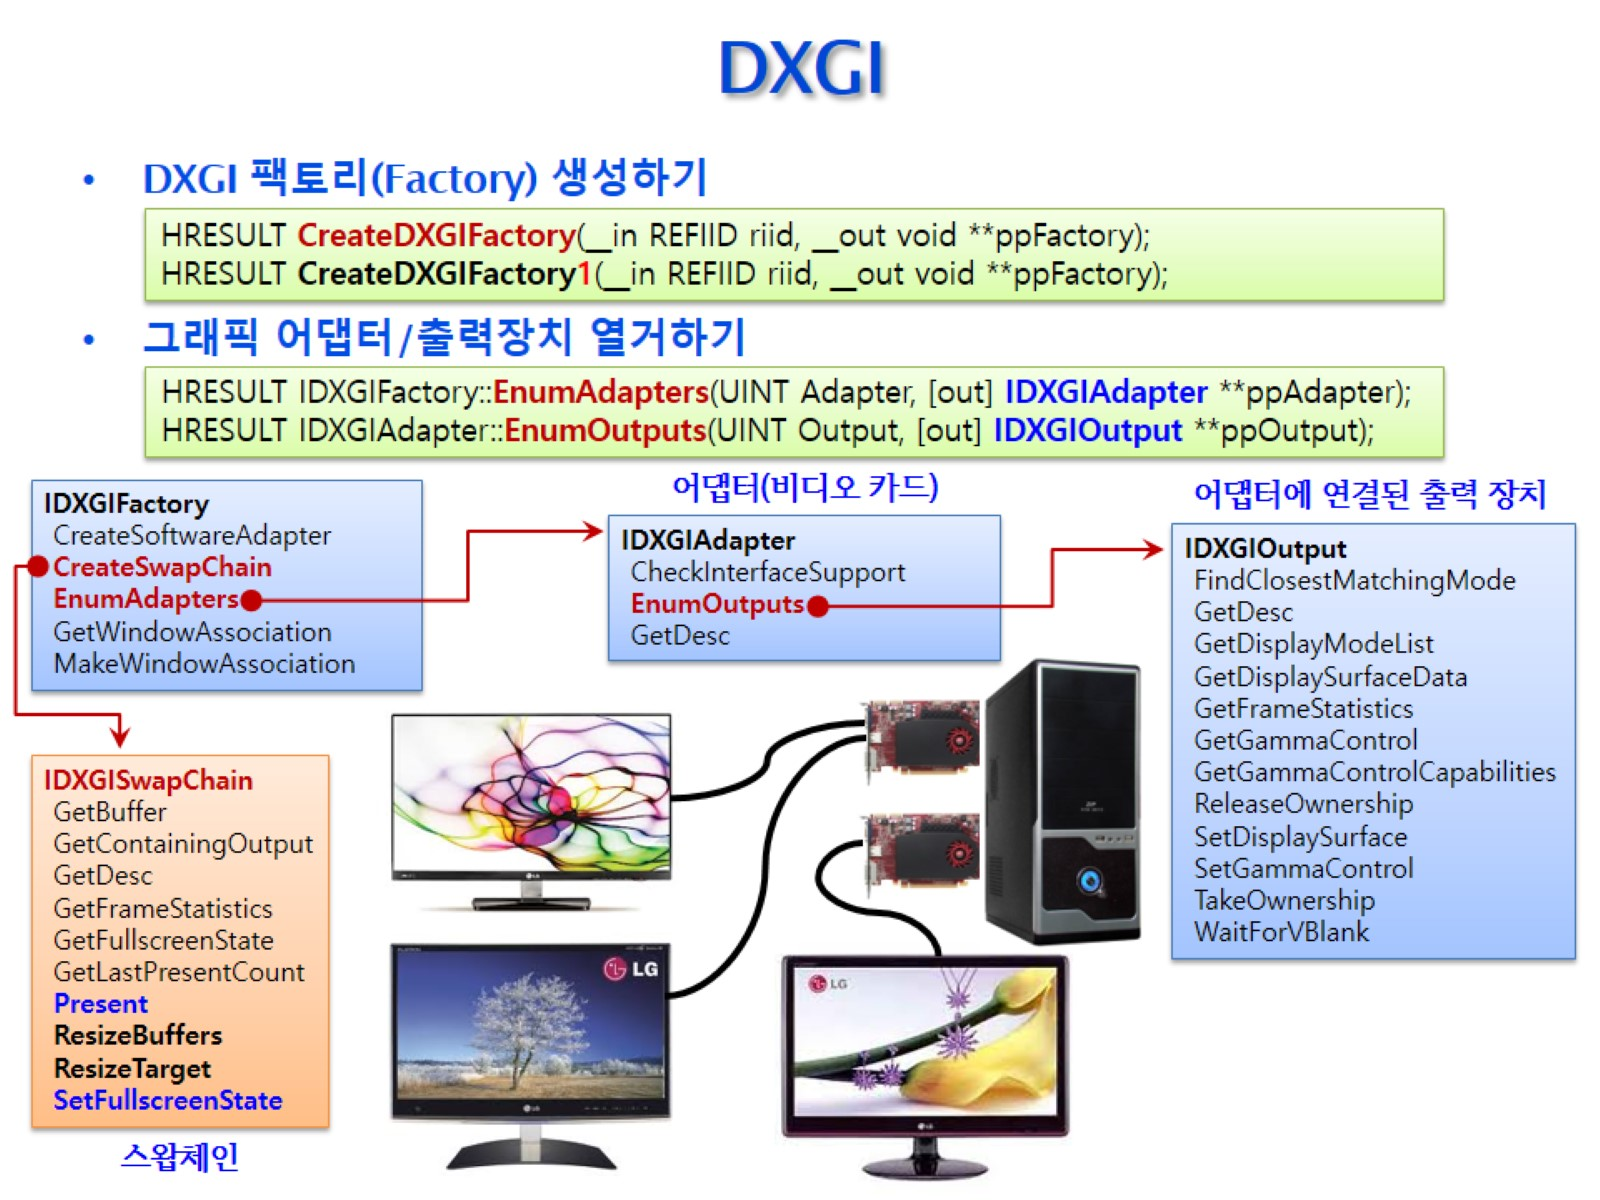 DXGI
• DXGI 팩토리(Factory) 생성하기
HRESULT CreateDXGIFactory(__in REFIID riid, __out void **ppFactory);
HRESULT CreateDXGIFactory1(__in REFIID riid, __out void **ppFactory);
• 그래픽 어댑터/출력장치 열거하기
HRESULT IDXGIFactory::EnumAdapters(UINT Adapter, [out] IDXGIAdapter **ppAdapter);
HRESULT IDXGIAdapter::EnumOutputs(UINT Output, [out] IDXGIOutput **ppOutput);
IDXGIFactory
CreateSoftwareAdapter
CreateSwapChain
EnumAdapters
GetWindowAssociation
MakeWindowAssociation
어댑터(비디오 카드)
IDXGIAdapter
CheckInterfaceSupport
EnumOutputs
GetDesc
어댑터에 연결된 출력 장치
IDXGIOutput
FindClosestMatchingMode
GetDesc
GetDisplayModeList
GetDisplaySurfaceData
GetFrameStatistics
GetGammaControl
GetGammaControlCapabilities
ReleaseOwnership
SetDisplaySurface
SetGammaControl
TakeOwnership
WaitForVBlank
IDXGISwapChain
GetBuffer
GetContainingOutput
GetDesc
GetFrameStatistics
GetFullscreenState
GetLastPresentCount
Present
ResizeBuffers
ResizeTarget
SetFullscreenState
스왑체인
LG
LG
LG
LG
LG